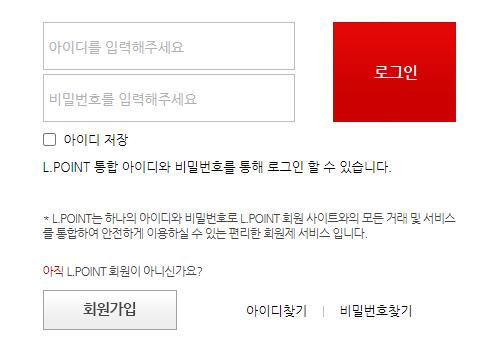 아이디를 입력해주세요
로그인
비밀번호를 입력해주세요
아이디 저장
L.POINT 통합 아이디와 비밀번호를 통해 로그인 할 수 있습니다.
* L.POINT는 하나의 아이디와 비밀번호로 L.POINT 회원 사이트와의 모든 거래 및 서비스
를 통합하여 안전하게 이용하실 수 있는 편리한 회원제 서비스 입니다.
아직 L.POINT 회원이 아니신가요?
회원가입
아이디찾기 | 비밀번호찾기